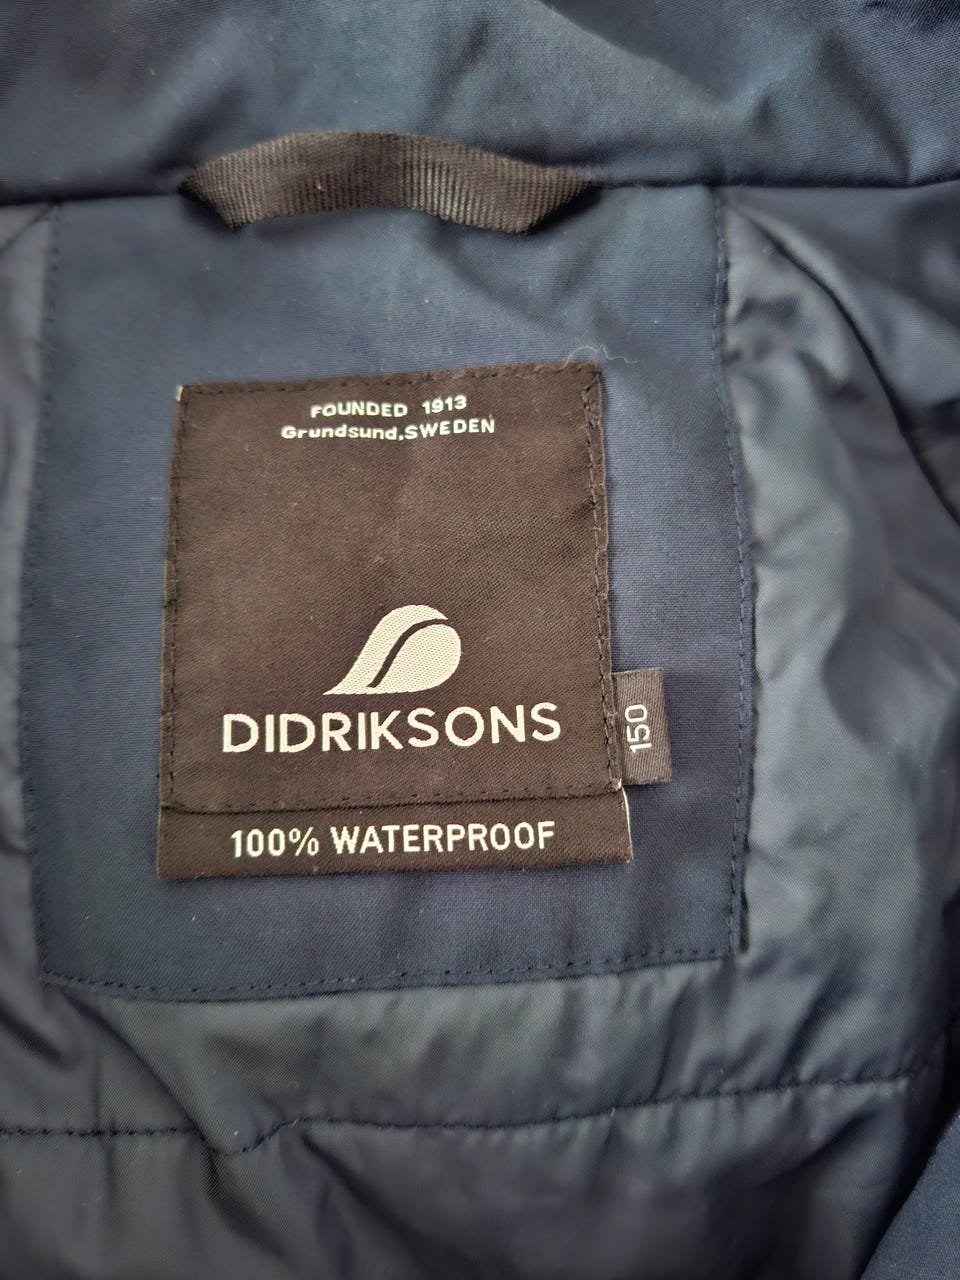 FOUNDED 1913
Grundsund,SWEDEN
DIDRIKSONS
150
100% WATERPROOF